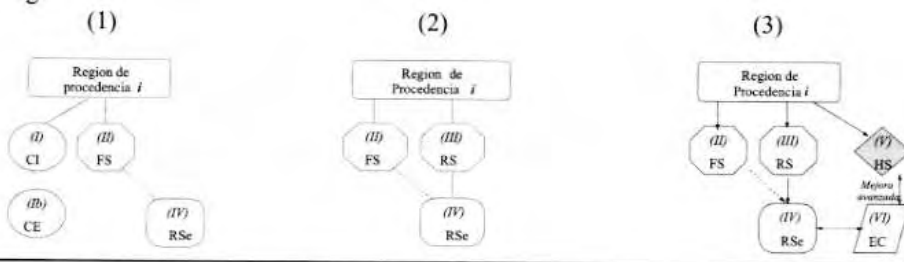 (1)
(2)
(3)
Region de
procedencia i
(I)
CI
(II)
FS
(Ib)
CE
(IV)
RSe
Region de
Procedencia i
(II)
FS
(III)
RS
(IV)
RSe
Region de
Procedencia i
(II)
FS
(III)
RS
(V)
HS
Mejora
avanzada
(IV)
RSe
(VI)
EC